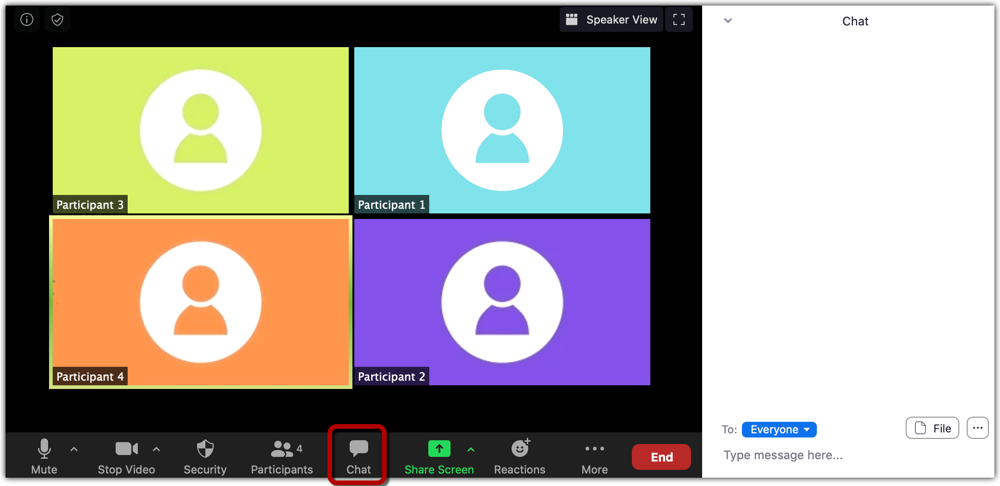 Speaker View
Chat
Participant 3
Participant 1
Participant 4
Participant 2
To: Everyone
File
Type message here...
Mute
Stop Video
Security
4
Participants
Chat
Share Screen
Reactions
More
End